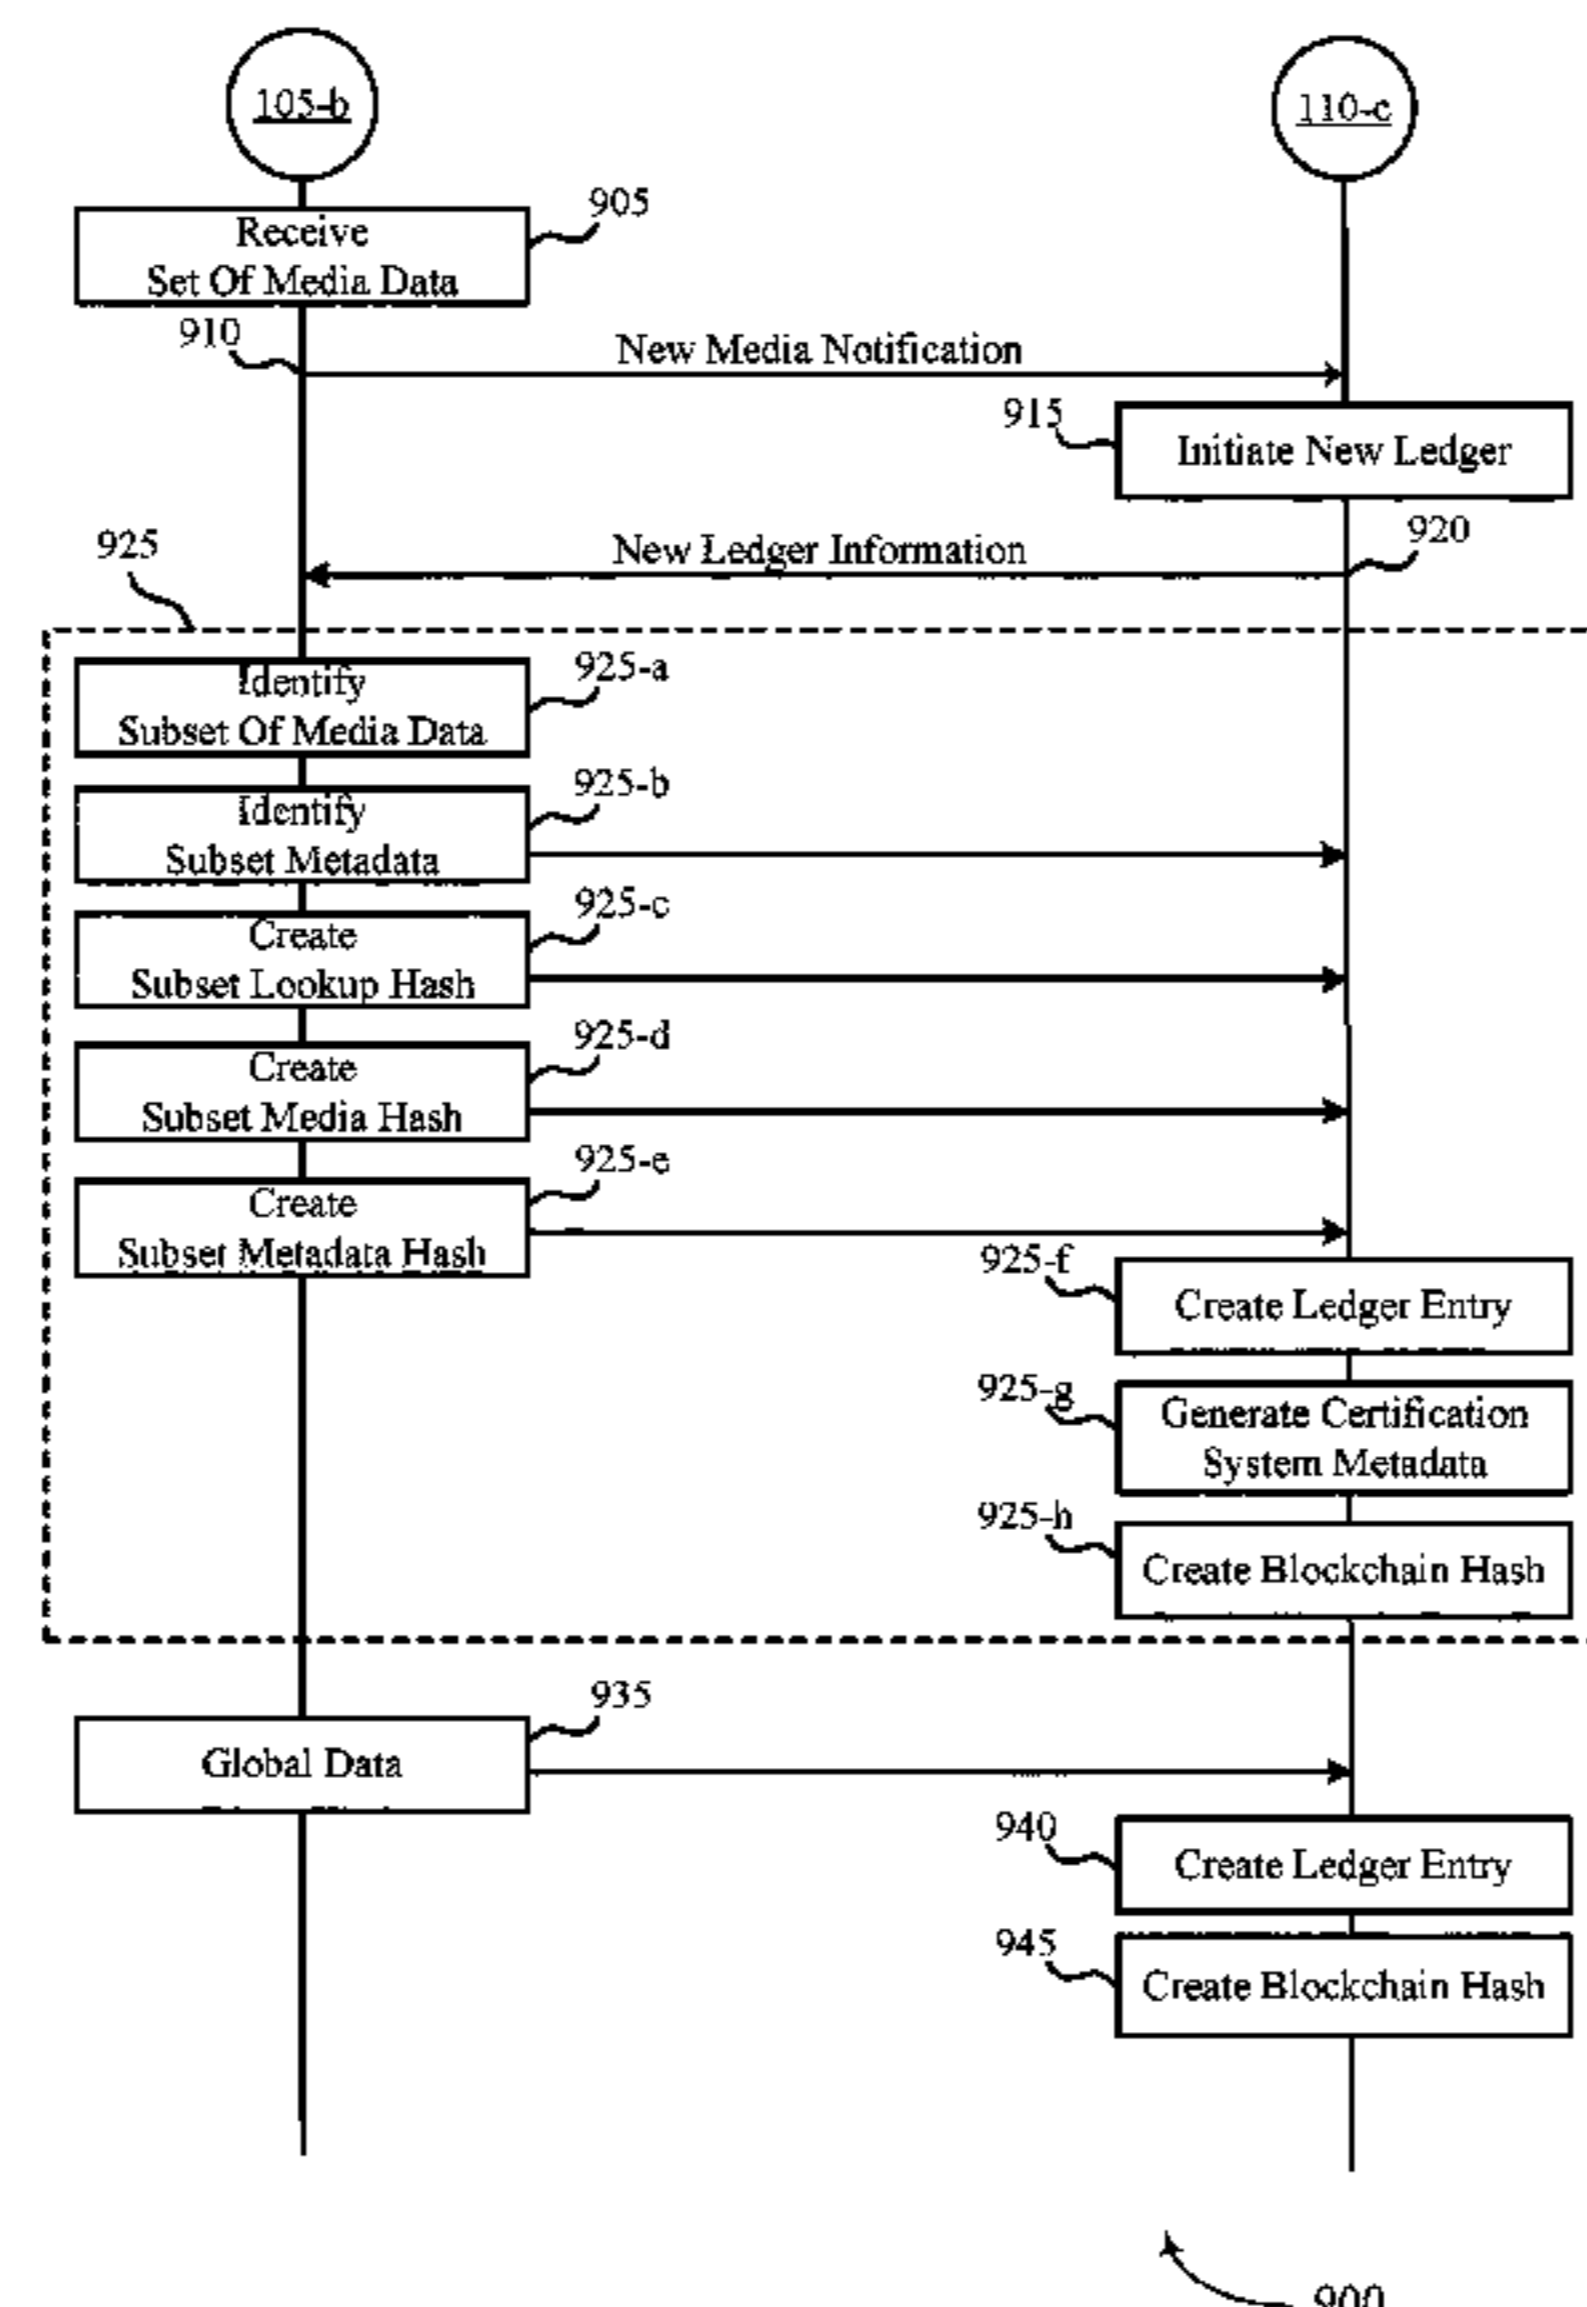 105-b
110-c
905
Receive
Set Of Media Data
910
New Media Notification
915
Initiate New Ledger
920
925
New Ledger Information
925-a
Identify
Subset Of Media Data
925-b
Identify
Subset Metadata
925-c
Create
Subset Lookup Hash
925-d
Create
Subset Media Hash
925-e
Create
Subset Metadata Hash
925-f
Create Ledger Entry
925-g
Generate Certification
System Metadata
925-h
Create Blockchain Hash
935
Global Data
940
Create Ledger Entry
945
Create Blockchain Hash
900